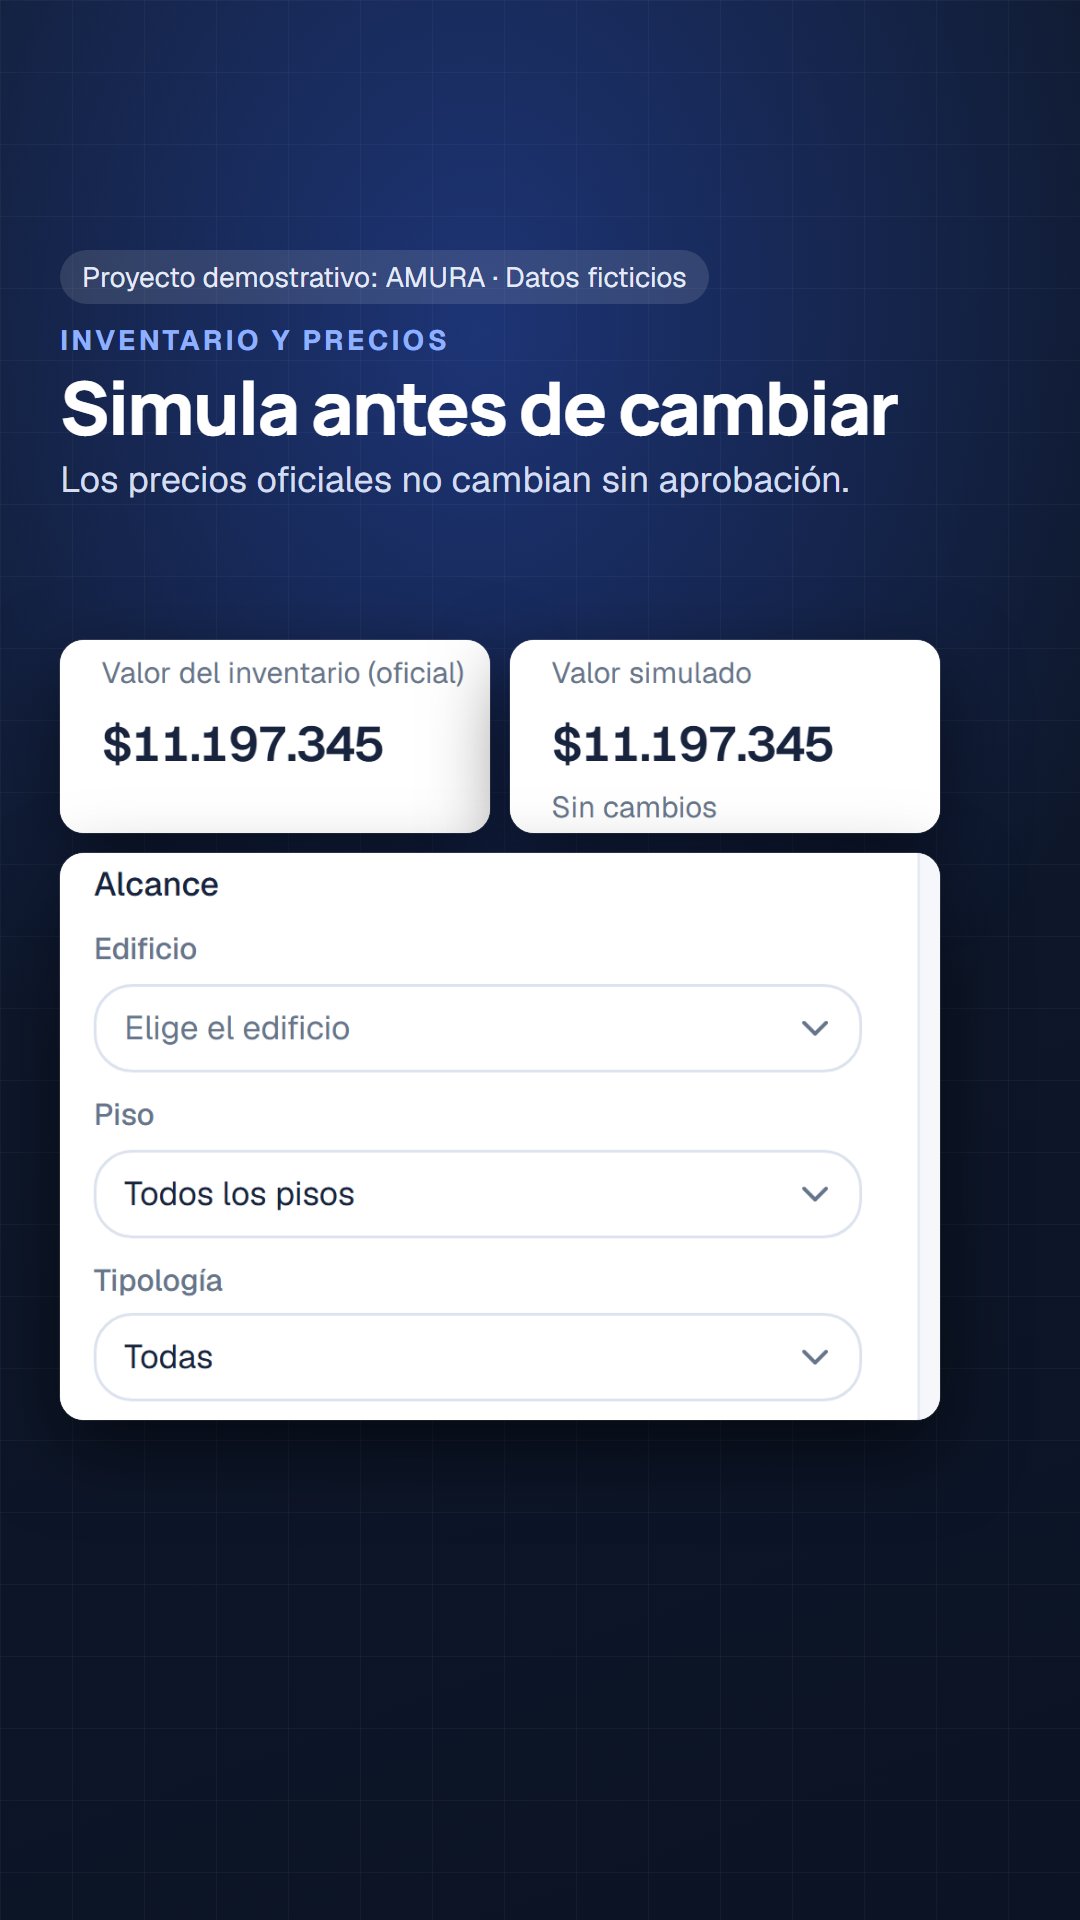 Proyecto demostrativo: AMURA · Datos ficticios
INVENTARIO Y PRECIOS
Simula antes de cambiar
Los precios oficiales no cambian sin aprobación.
Valor del inventario (oficial)
$11.197.345
Valor simulado
$11.197.345
Sin cambios
Alcance
Edificio
Elige el edificio
Piso
Todos los pisos
Tipología
Todas